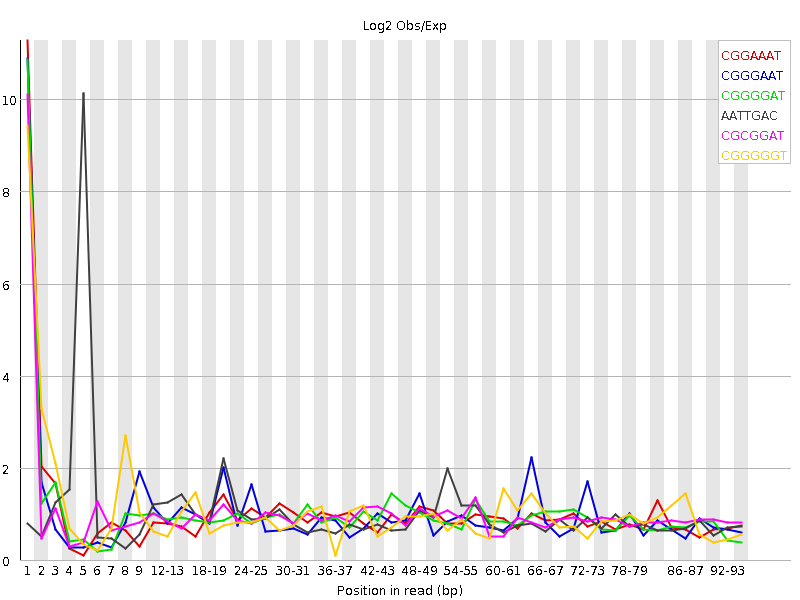 Log2 Obs/Exp
CGGAAAT
CGGGAAT
CGGGGAT
AATTGAC
CGCGGAT
CGGGGGT
10
8
6
4
2
0
1 2 3 4 5 6 7 8 9 12-13 18-19 24-25 30-31 36-37 42-43 48-49 54-55 60-61 66-67 72-73 78-79 86-87 92-93
Position in read (bp)